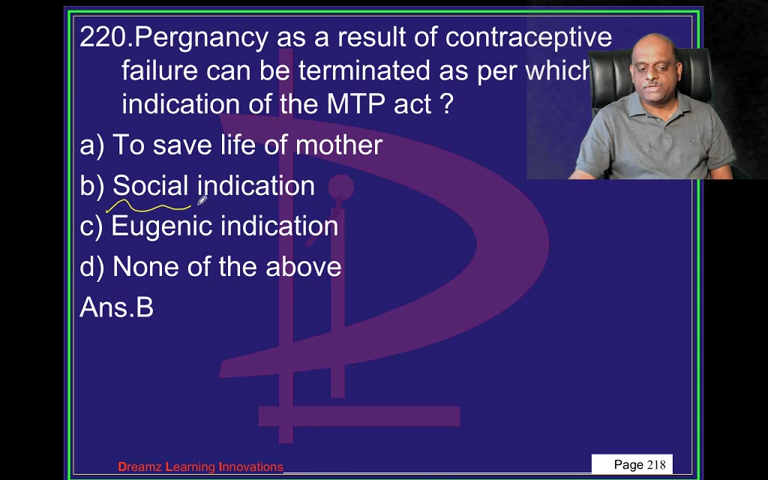 220.Pergnancy as a result of contraceptive
failure can be terminated as per which
indication of the MTP act ?
a) To save life of mother
b) Social indication
c) Eugenic indication
d) None of the above
Ans.B
Dreamz Learning Innovations
Page 218